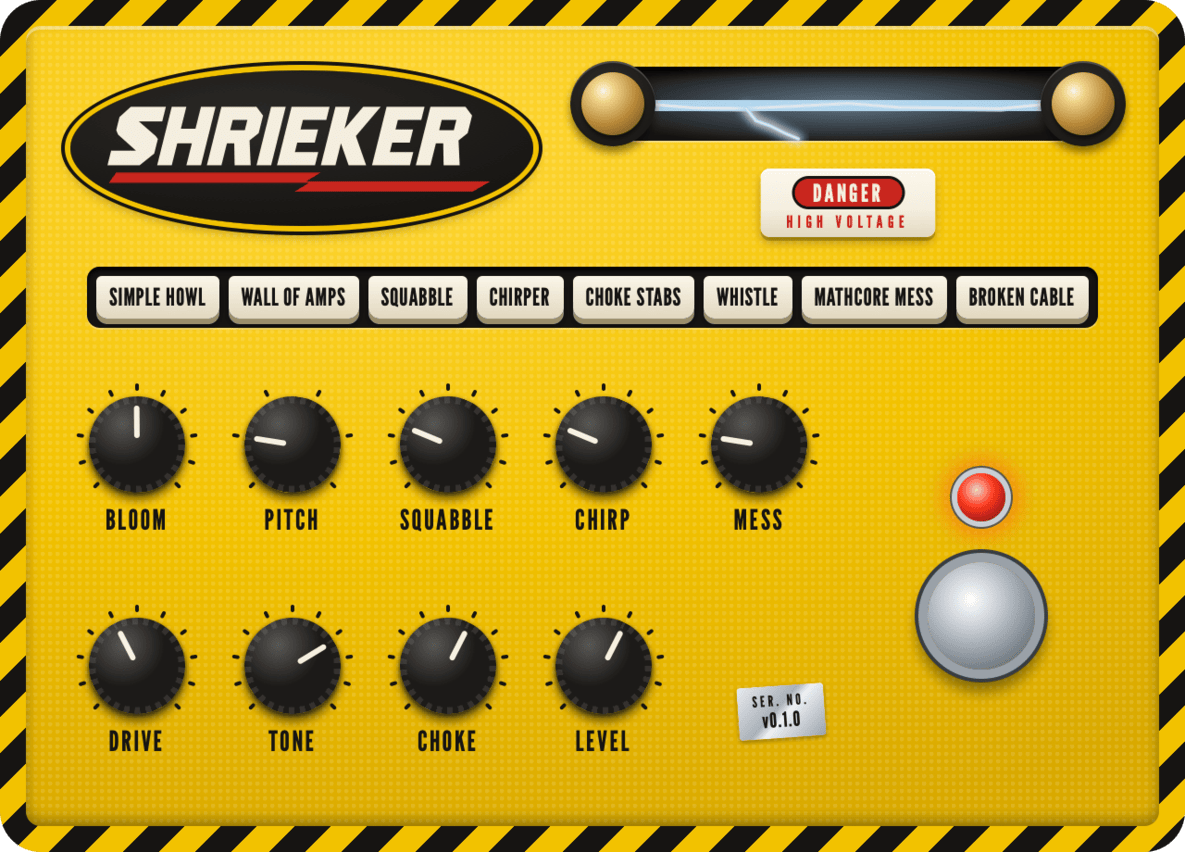 SHRIEKER
DANGER
HIGH VOLTAGE
SIMPLE HOWL WALL OF AMPS SQUABBLE CHIRPER CHOKE STABS WHISTLE MATHCORE MESS BROKEN CABLE
BLOOM PITCH SQUABBLE CHIRP MESS
DRIVE TONE CHOKE LEVEL
SER. NO.
v0.1.0